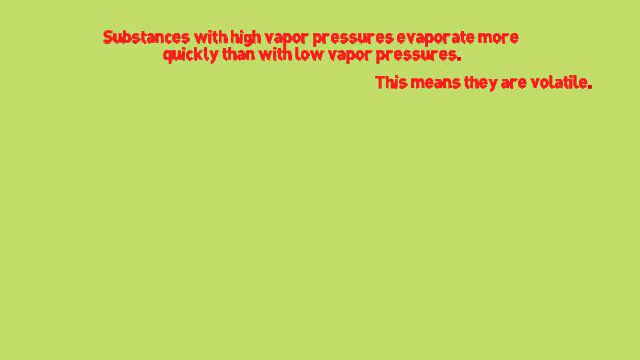 Substances with high vapor pressures evaporate more
quickly than with low vapor pressures.
This means they are volatile.